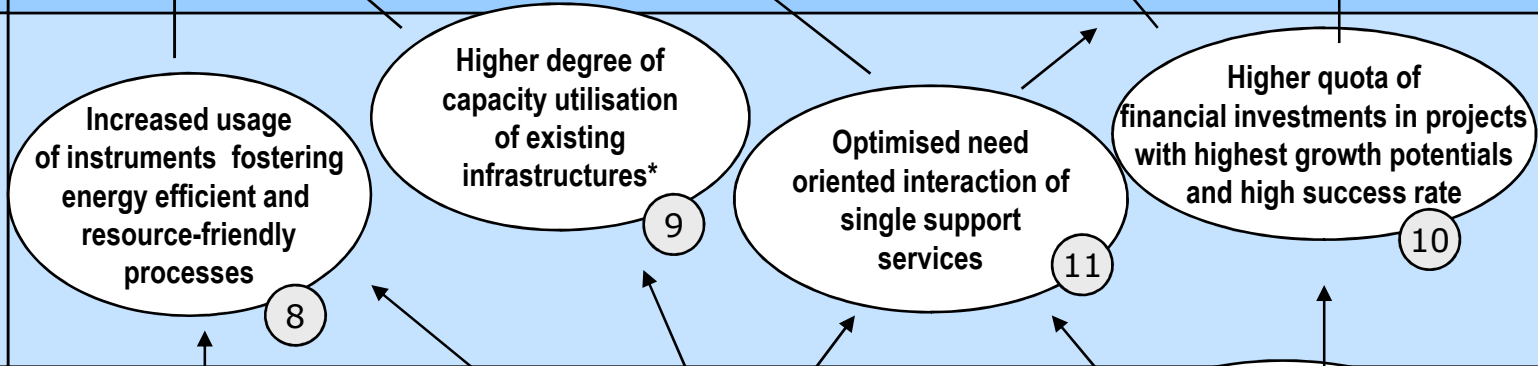 Increased usage
of instruments fostering
energy efficient and
resource-friendly
processes
8
Higher degree of
capacity utilisation
of existing
infrastructures*
9
Optimised need
oriented interaction of
single support
services
11
Higher quota of
financial investments in projects
with highest growth potentials
and high success rate
10